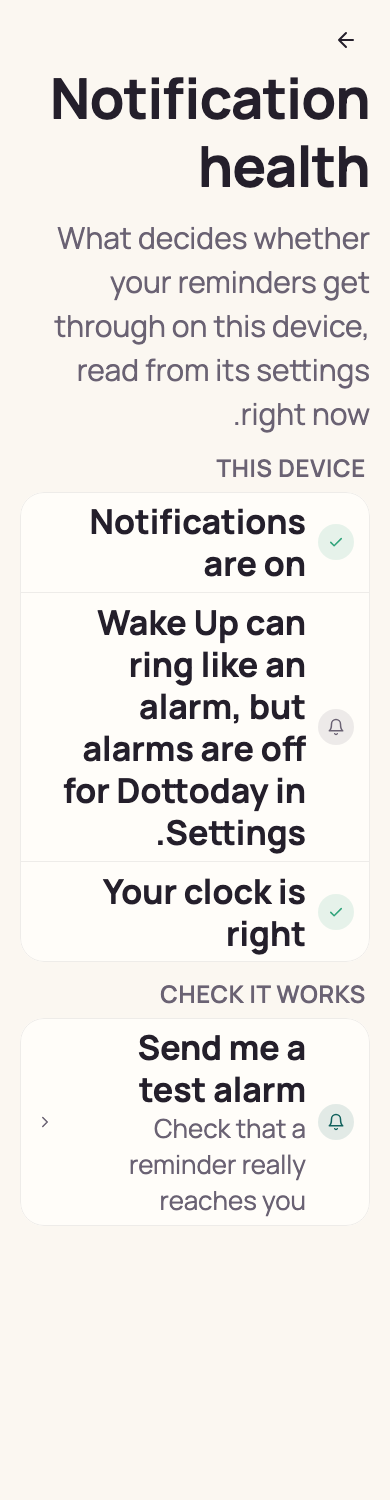 Notification
health
What decides whether
your reminders get
through on this device,
read from its settings
.right now
THIS DEVICE
Notifications
are on
Wake Up can
ring like an
alarm, but
alarms are off
for Dottoday in
.Settings
Your clock is
right
CHECK IT WORKS
Send me a
test alarm
Check that a
reminder really
reaches you